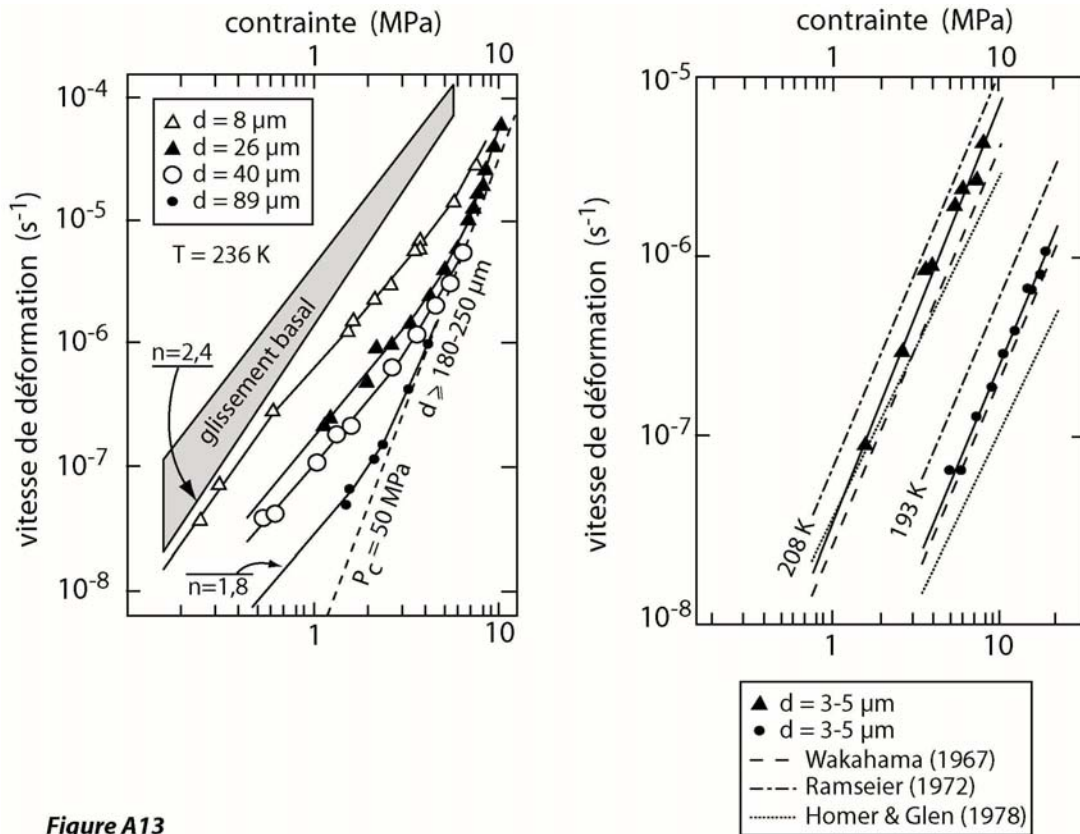 contrainte (MPa)
1 10
10⁻⁴
10⁻⁵
10⁻⁶
10⁻⁷
10⁻⁸
vitesse de déformation (s⁻¹)
d = 8 µm
d = 26 µm
d = 40 µm
d = 89 µm
T = 236 K
glissement basal
n=2,4
n=1,8
d ⩾ 180-250 µm
P_C = 50 MPa
1 10
contrainte (MPa)
1 10
10⁻⁵
10⁻⁶
10⁻⁷
10⁻⁸
vitesse de déformation (s⁻¹)
208 K
193 K
1 10
d = 3-5 µm
d = 3-5 µm
Wakahama (1967)
Ramseier (1972)
Homer & Glen (1978)
Figure A13